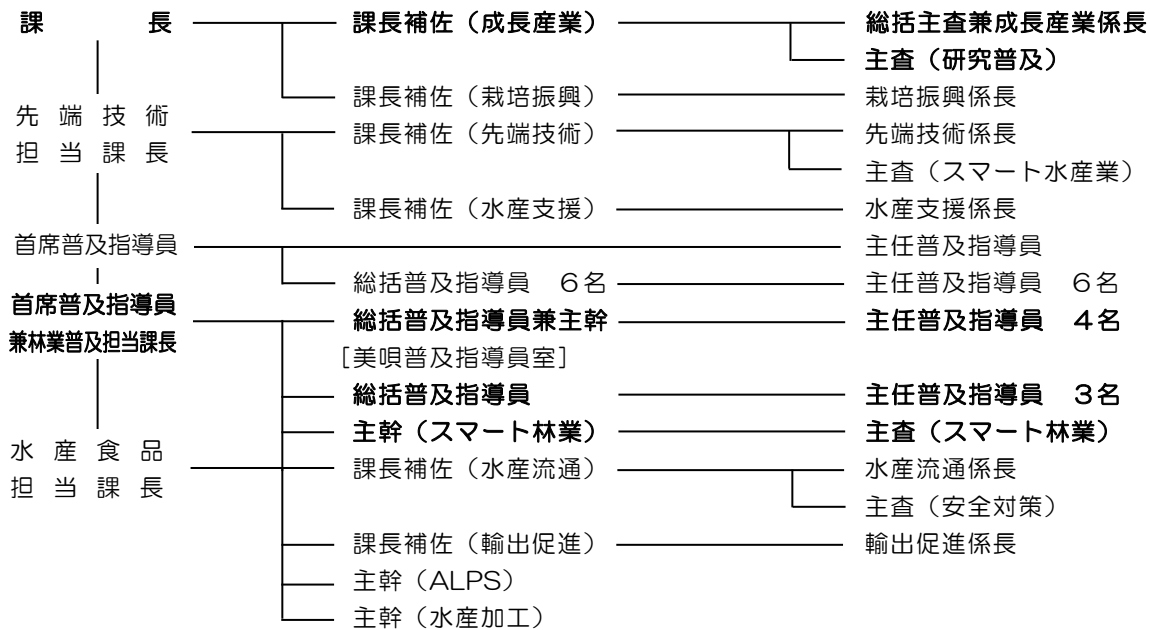 課　　　長　課長補佐（成長産業）　総括主査兼成長産業係長
主査（研究普及）
課長補佐（栽培振興）　栽培振興係長
先　端　技　術
担　当　課　長
課長補佐（先端技術）　先端技術係長
主査（スマート水産業）
課長補佐（水産支援）　水産支援係長
首席普及指導員　主任普及指導員
総括普及指導員　６名　主任普及指導員　６名
首席普及指導員
兼林業普及担当課長
総括普及指導員兼主幹　主任普及指導員　４名
［美唄普及指導員室］
総括普及指導員　主任普及指導員　３名
主幹（スマート林業）　主査（スマート林業）
水　産　食　品
担　当　課　長
課長補佐（水産流通）　水産流通係長
主査（安全対策）
課長補佐（輸出促進）　輸出促進係長
主幹（ALPS）
主幹（水産加工）